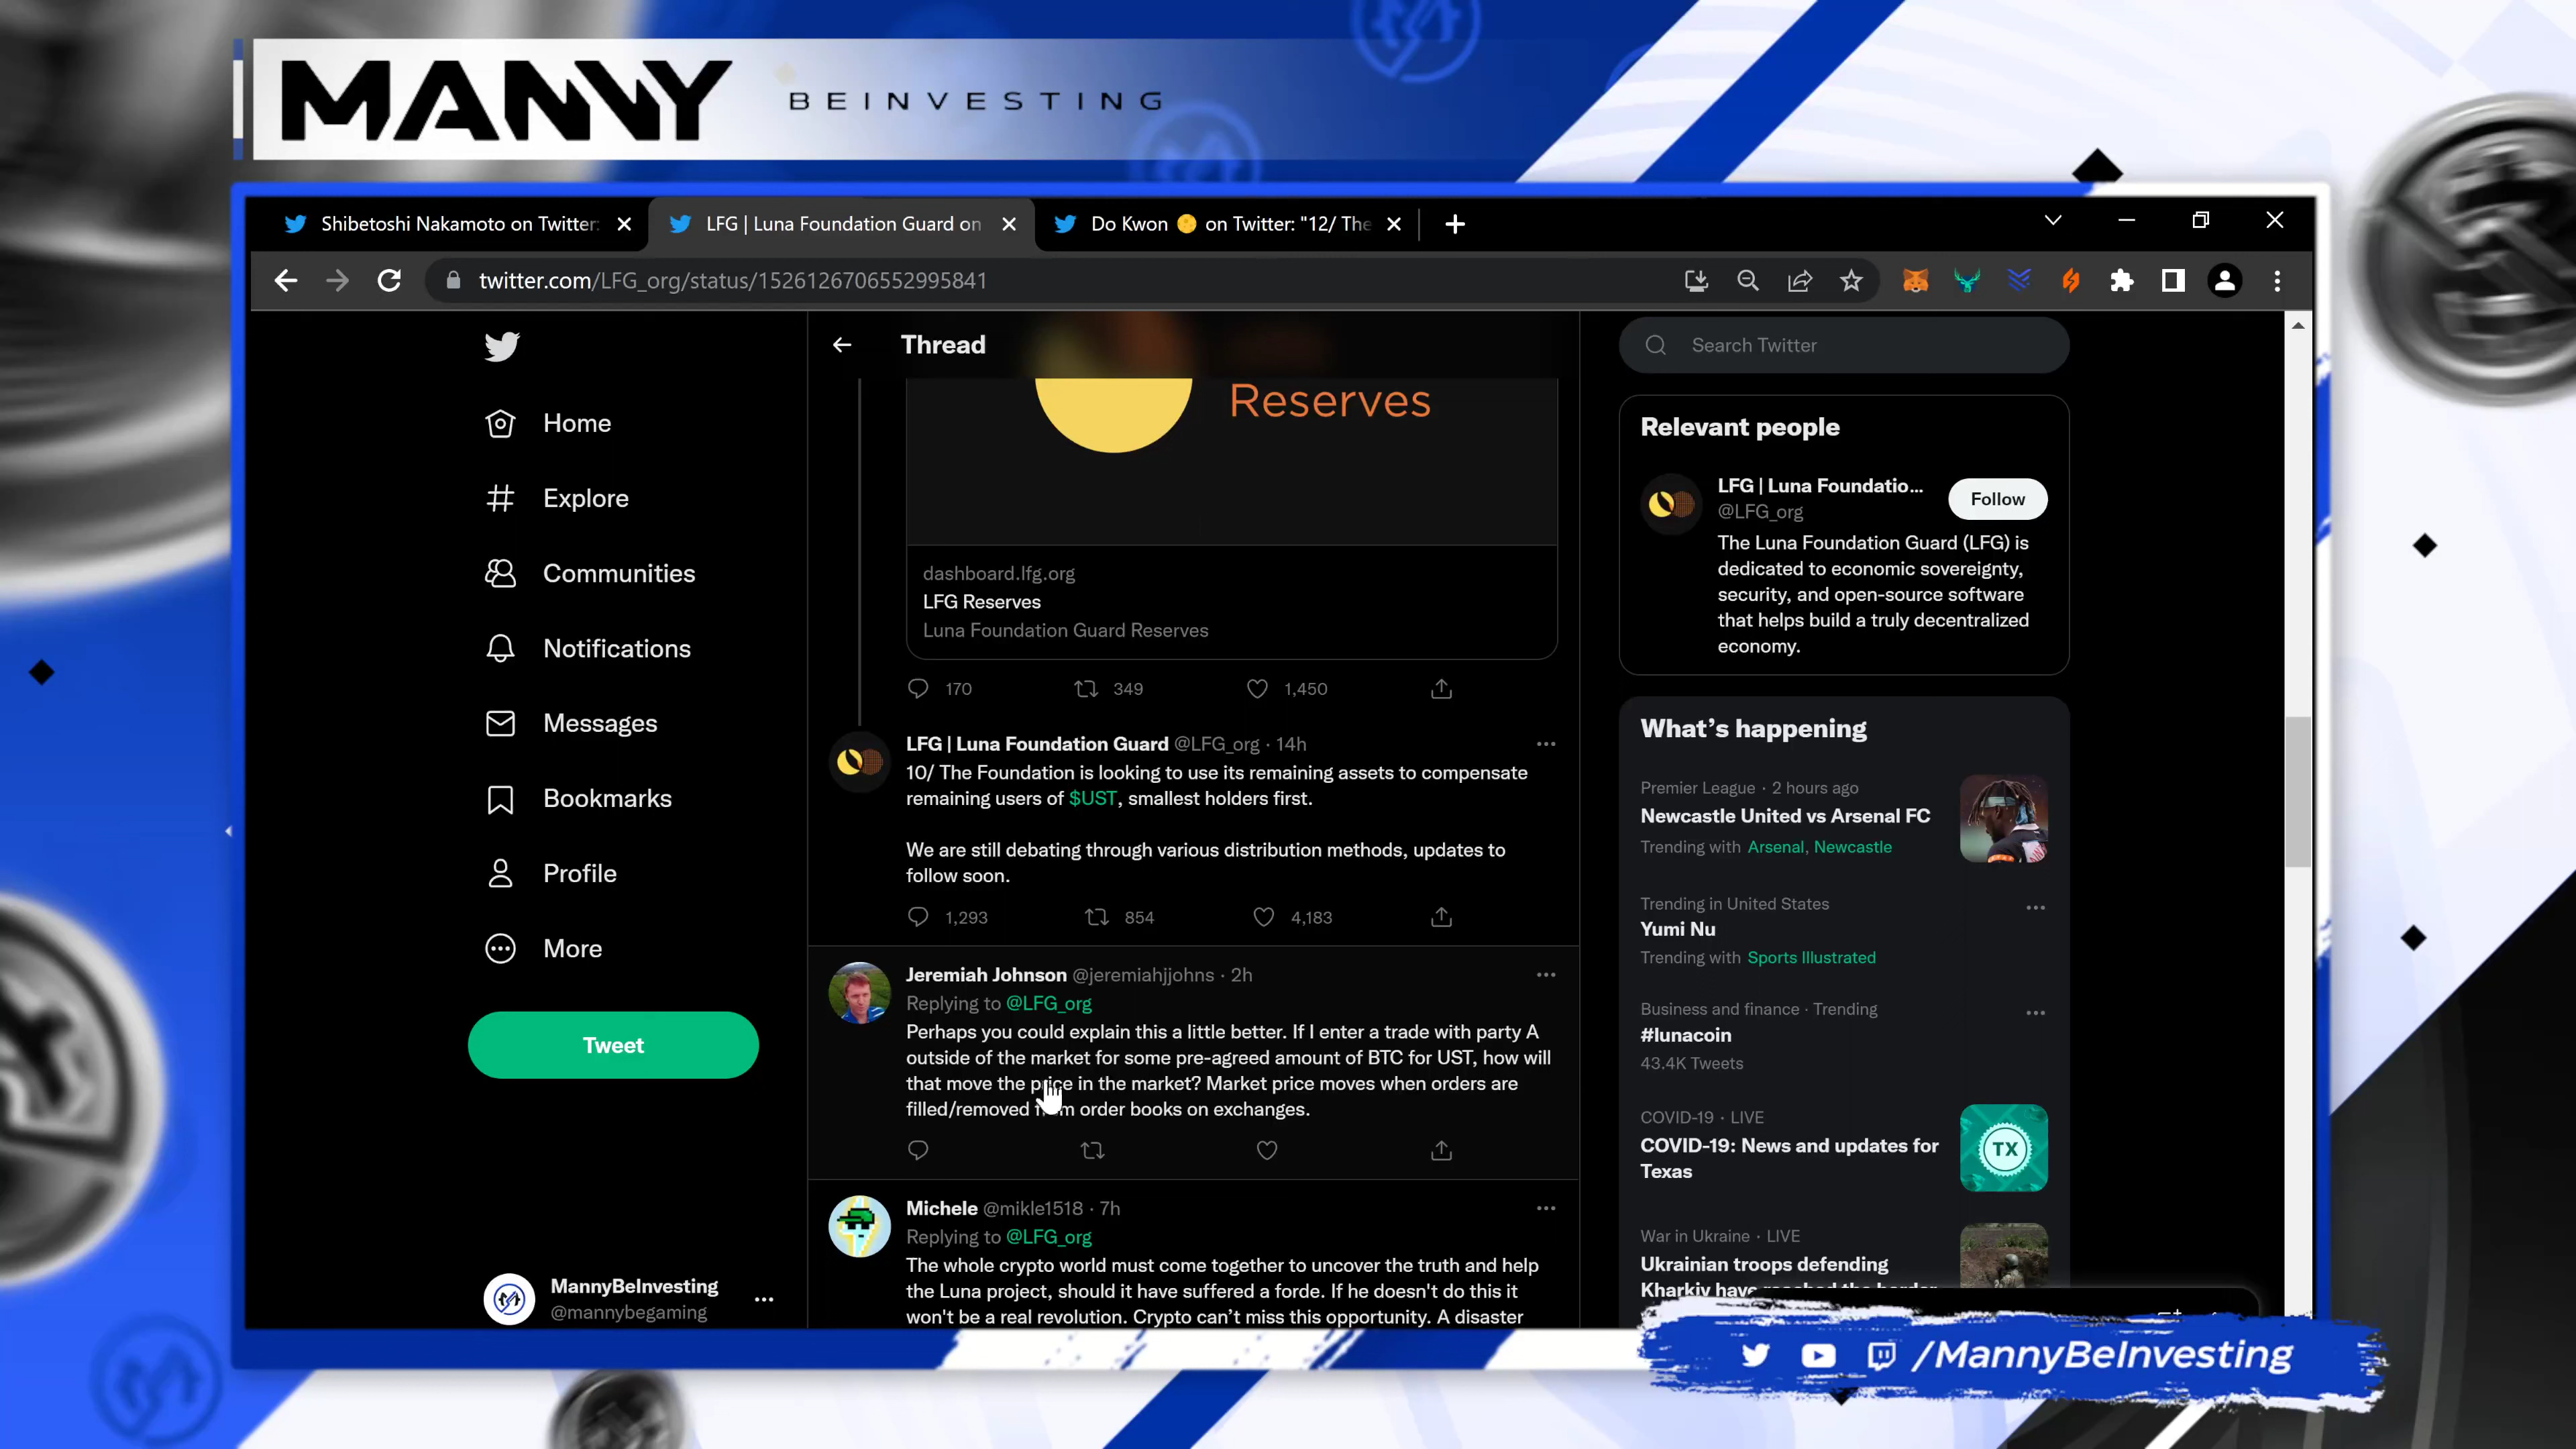 MANNY BEINVESTING
Shibetoshi Nakamoto on Twitter:
LFG | Luna Foundation Guard on
Do Kwon on Twitter: "12/ The
twitter.com/LFG_org/status/1526126706552995841
Home
Explore
Communities
Notifications
Messages
Bookmarks
Profile
More
Tweet
MannyBeInvesting
@mannybegaming
Thread
Reserves
dashboard.lfg.org
LFG Reserves
Luna Foundation Guard Reserves
170 349 1,450
LFG | Luna Foundation Guard @LFG_org · 14h
10/ The Foundation is looking to use its remaining assets to compensate
remaining users of $UST, smallest holders first.
We are still debating through various distribution methods, updates to
follow soon.
1,293 854 4,183
Jeremiah Johnson @jeremiahjjohns · 2h
Replying to @LFG_org
Perhaps you could explain this a little better. If I enter a trade with party A
outside of the market for some pre-agreed amount of BTC for UST, how will
that move the price in the market? Market price moves when orders are
filled/removed from order books on exchanges.
Michele @mikle1518 · 7h
Replying to @LFG_org
The whole crypto world must come together to uncover the truth and help
the Luna project, should it have suffered a forde. If he doesn't do this it
won't be a real revolution. Crypto can't miss this opportunity. A disaster
Search Twitter
Relevant people
LFG | Luna Foundatio...
@LFG_org
Follow
The Luna Foundation Guard (LFG) is
dedicated to economic sovereignty,
security, and open-source software
that helps build a truly decentralized
economy.
What's happening
Premier League · 2 hours ago
Newcastle United vs Arsenal FC
Trending with Arsenal, Newcastle
Trending in United States
Yumi Nu
Trending with Sports Illustrated
Business and finance · Trending
#lunacoin
43.4K Tweets
COVID-19 · LIVE
COVID-19: News and updates for
Texas
TX
War in Ukraine · LIVE
Ukrainian troops defending
Kharkiv have reached the border
/MannyBeInvesting